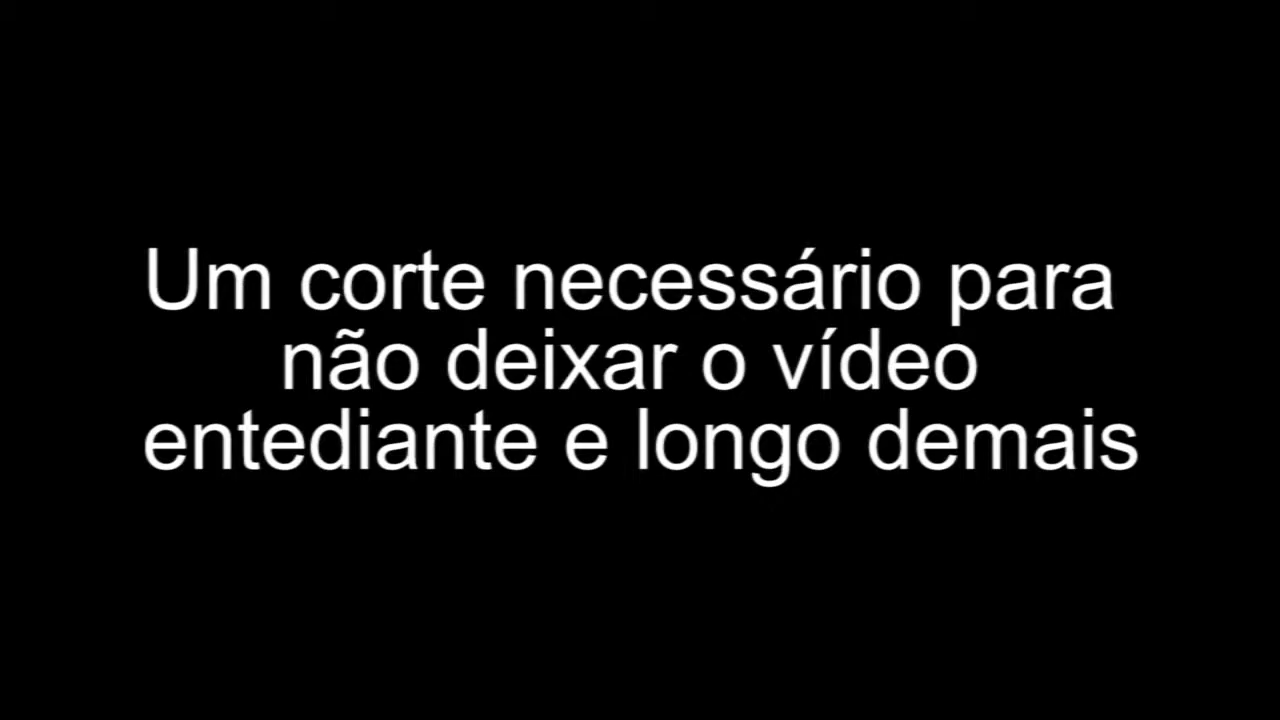 Um corte necessário para
não deixar o vídeo
entediante e longo demais